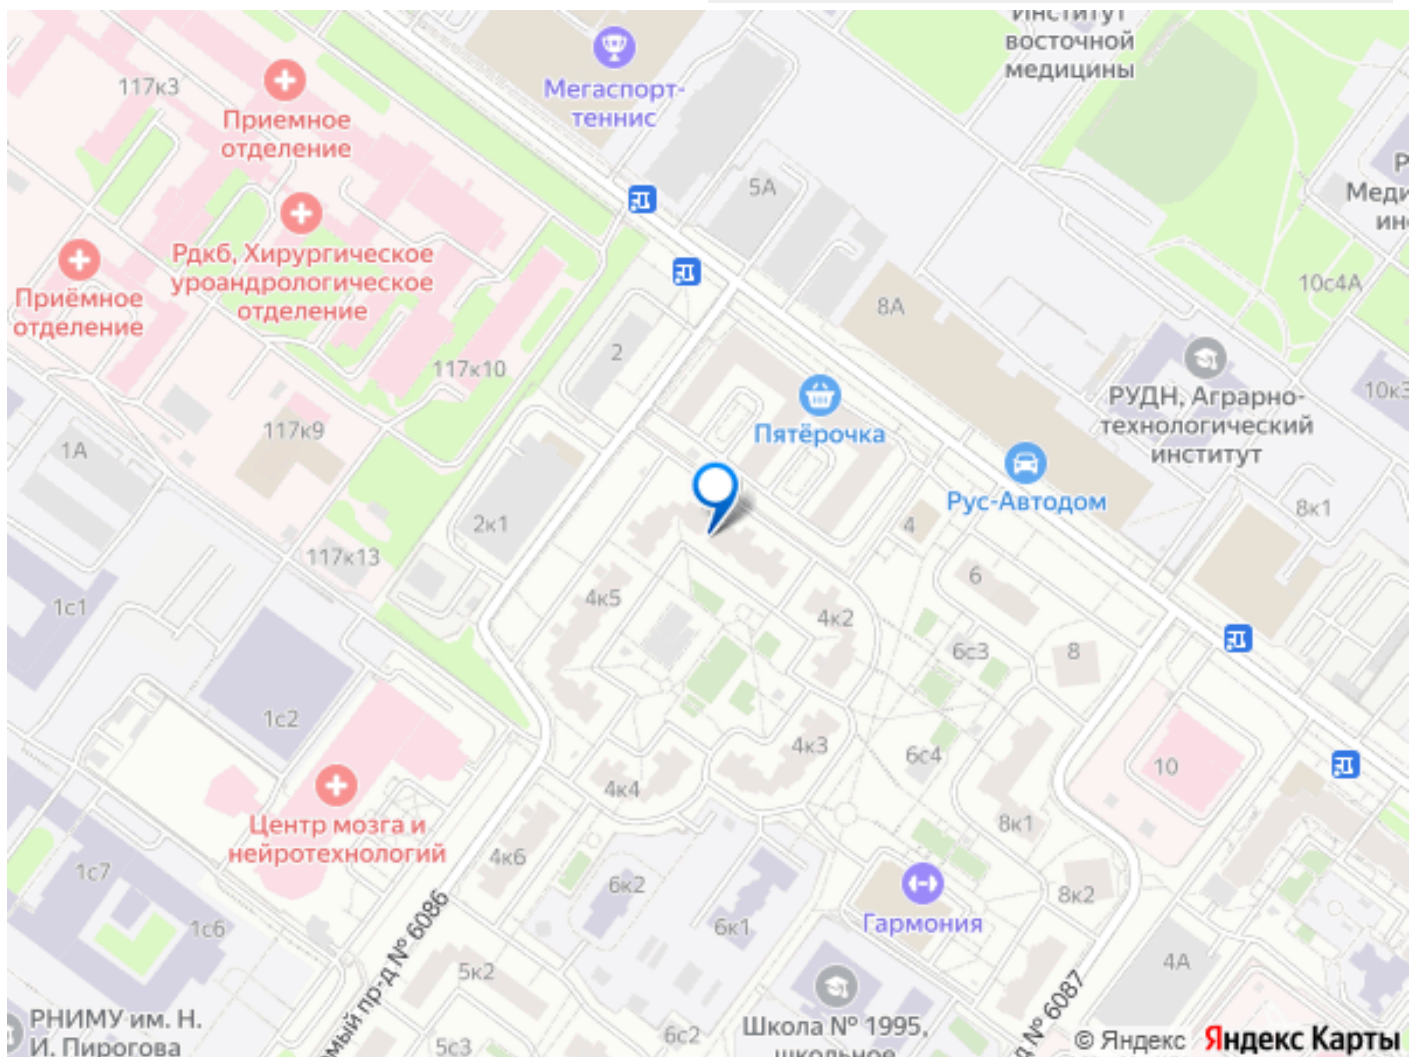 Институт
восточной
медицины
117к3
Мегаспорт-
теннис
Приемное
отделение
5А
10с4А
Рдкб, Хирургическое
уроандрологическое
отделение
Приёмное
отделение
8А
2
117к10
РУДН, Аграрно-
технологический
институт
10к3
Пятёрочка
117к9
1А
Рус-Автодом
8к1
2к1
4
117к13
6
1с1
4к5
4к2
6с3
8
1с2
4к3
6с4
10
4к4
8к1
Центр мозга и
нейротехнологий
4к6
1с7
6к2
8к2
Гармония
1с6
6к1
5к2
4А
пр-д № 6086
№ 6087
РНИМУ им. Н.
И. Пирогова
5с3
6с2
Школа № 1995,
школьное
© Яндекс Яндекс Карты